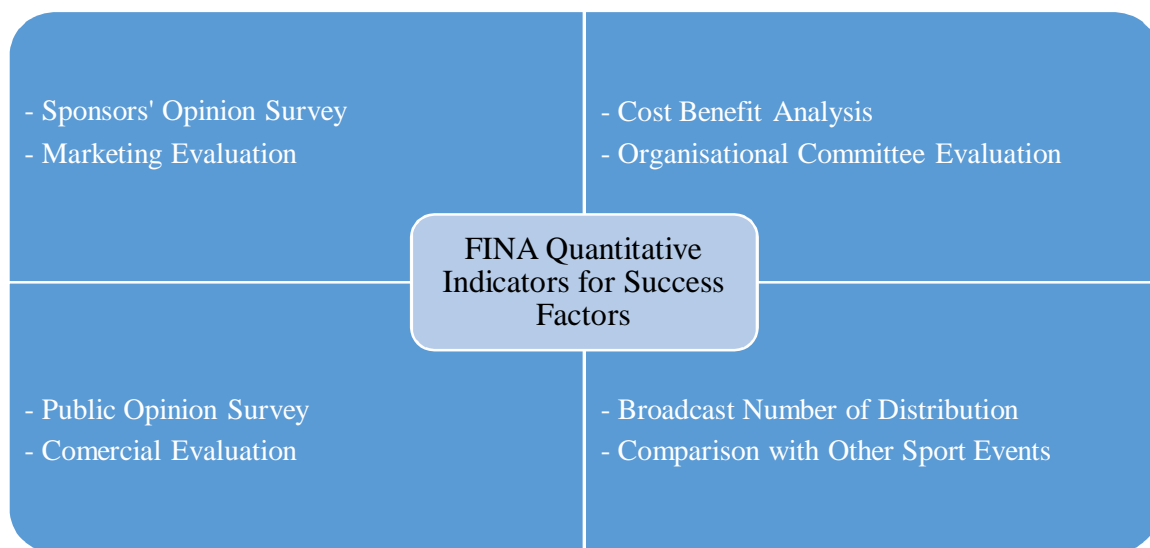 - Sponsors' Opinion Survey
- Marketing Evaluation
- Cost Benefit Analysis
- Organisational Committee Evaluation
FINA Quantitative
Indicators for Success
Factors
- Public Opinion Survey
- Comercial Evaluation
- Broadcast Number of Distribution
- Comparison with Other Sport Events